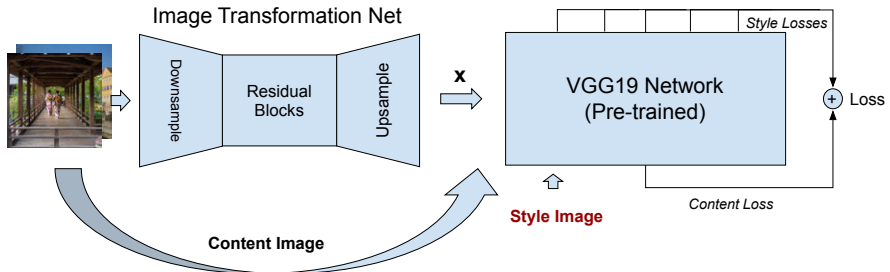 Image Transformation Net
Downsample
Residual
Blocks
Upsample
x
VGG19 Network
(Pre-trained)
Style Losses
+
Loss
Content Loss
Style Image
Content Image